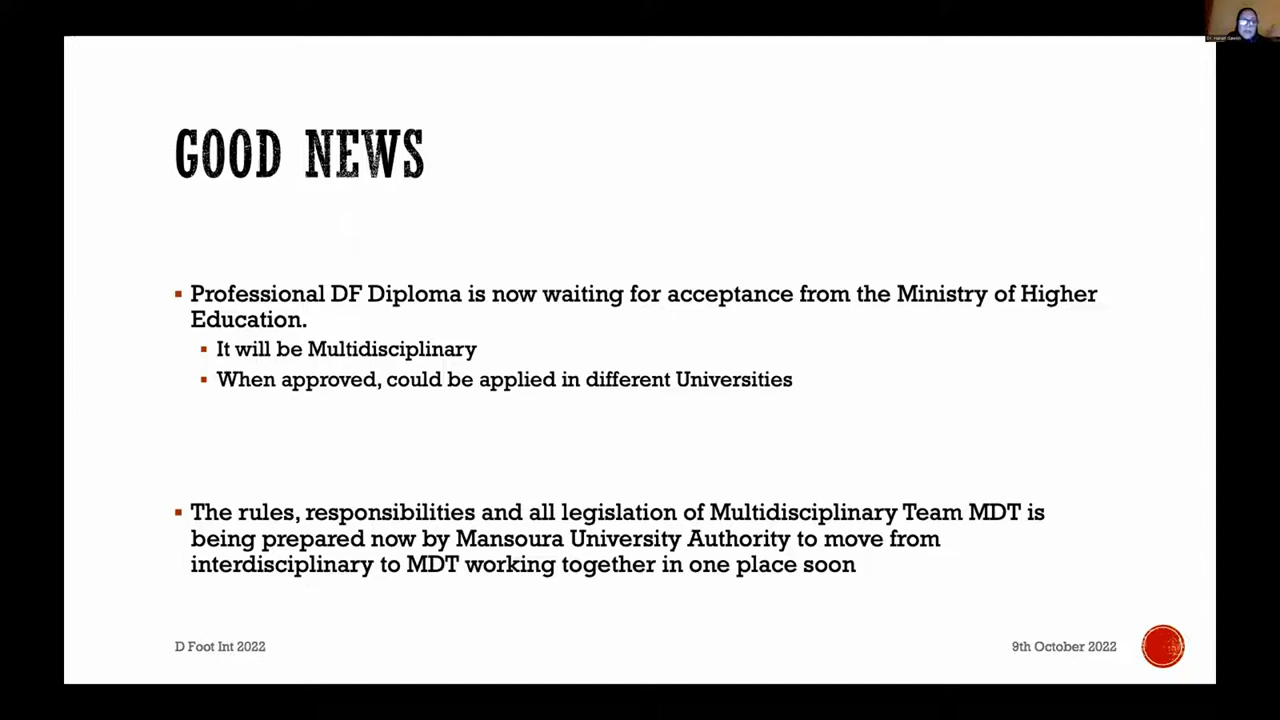 GOOD NEWS
Professional DF Diploma is now waiting for acceptance from the Ministry of Higher
Education.
It will be Multidisciplinary
When approved, could be applied in different Universities
The rules, responsibilities and all legislation of Multidisciplinary Team MDT is
being prepared now by Mansoura University Authority to move from
interdisciplinary to MDT working together in one place soon
D Foot Int 2022
9th October 2022